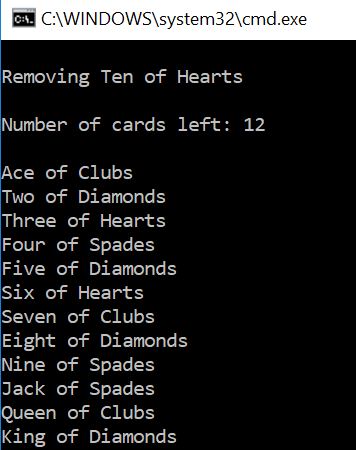 C:\WINDOWS\system32\cmd.exe
Removing Ten of Hearts
Number of cards left: 12
Ace of Clubs
Two of Diamonds
Three of Hearts
Four of Spades
Five of Diamonds
Six of Hearts
Seven of Clubs
Eight of Diamonds
Nine of Spades
Jack of Spades
Queen of Clubs
King of Diamonds